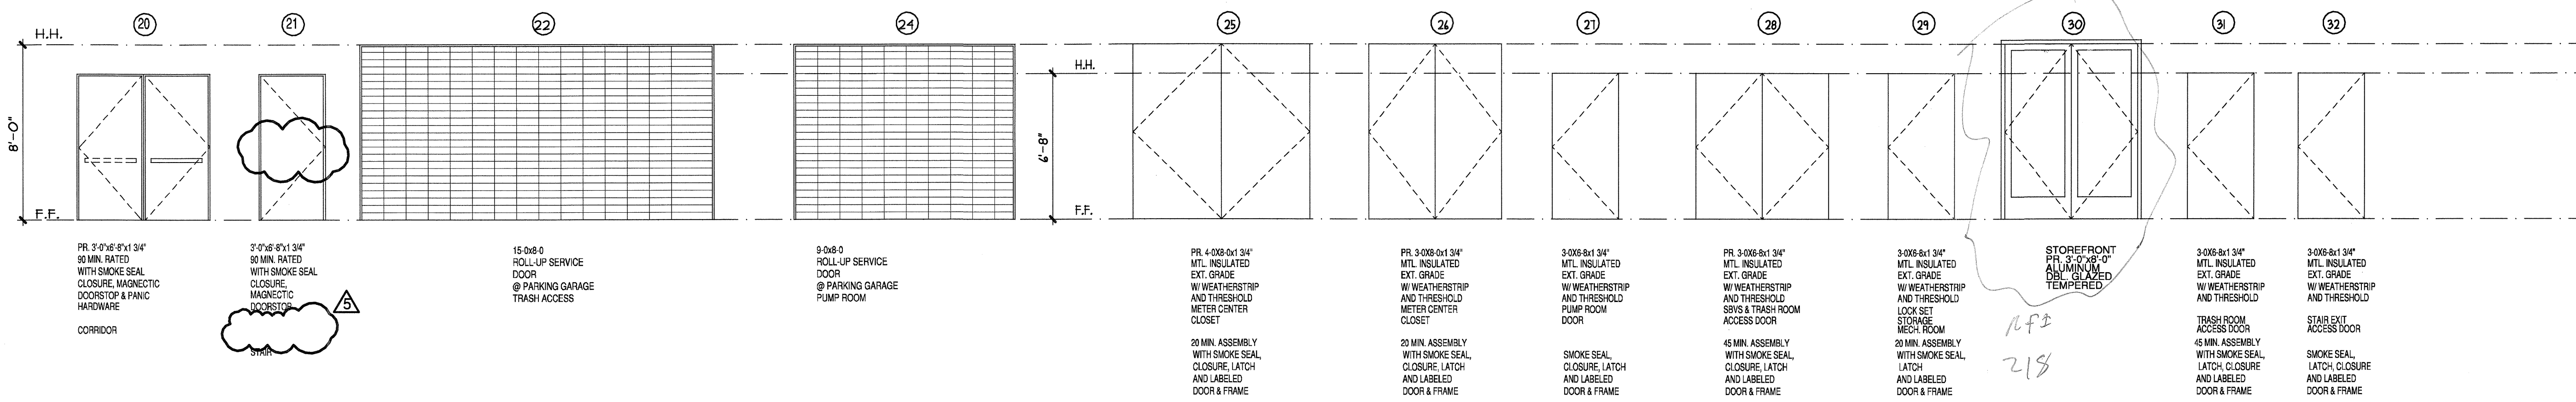 20
21
22
24
25
26
27
28
29
30
31
32
H.H.
8'-0"
F.F.
H.H.
6'-8"
F.F.
PR. 3'-0"x6'-8"x1 3/4"
90 MIN. RATED
WITH SMOKE SEAL
CLOSURE, MAGNECTIC
DOORSTOP & PANIC
HARDWARE
CORRIDOR
3'-0"x6'-8"x1 3/4"
90 MIN. RATED
WITH SMOKE SEAL
CLOSURE,
MAGNECTIC
DOORSTOP
5
STAIR
15-0x8-0
ROLL-UP SERVICE
DOOR
@ PARKING GARAGE
TRASH ACCESS
9-0x8-0
ROLL-UP SERVICE
DOOR
@ PARKING GARAGE
PUMP ROOM
PR. 4-0X8-0x1 3/4"
MTL. INSULATED
EXT. GRADE
W/ WEATHERSTRIP
AND THRESHOLD
METER CENTER
CLOSET
20 MIN. ASSEMBLY
WITH SMOKE SEAL,
CLOSURE, LATCH
AND LABELED
DOOR & FRAME
PR. 3-0X8-0x1 3/4"
MTL. INSULATED
EXT. GRADE
W/ WEATHERSTRIP
AND THRESHOLD
METER CENTER
CLOSET
20 MIN. ASSEMBLY
WITH SMOKE SEAL,
CLOSURE, LATCH
AND LABELED
DOOR & FRAME
3-0X6-8x1 3/4"
MTL. INSULATED
EXT. GRADE
W/ WEATHERSTRIP
AND THRESHOLD
PUMP ROOM
DOOR
SMOKE SEAL,
CLOSURE, LATCH
AND LABELED
DOOR & FRAME
PR. 3-0X6-8x1 3/4"
MTL. INSULATED
EXT. GRADE
W/ WEATHERSTRIP
AND THRESHOLD
SBVS & TRASH ROOM
ACCESS DOOR
45 MIN. ASSEMBLY
WITH SMOKE SEAL,
CLOSURE, LATCH
AND LABELED
DOOR & FRAME
3-0X6-8x1 3/4"
MTL. INSULATED
EXT. GRADE
W/ WEATHERSTRIP
AND THRESHOLD
LOCK SET
STORAGE
MECH. ROOM
20 MIN. ASSEMBLY
WITH SMOKE SEAL,
LATCH
AND LABELED
DOOR & FRAME
STOREFRONT
PR. 3'-0"x8'-0"
ALUMINUM
DBL. GLAZED
TEMPERED
RFI
218
3-0X6-8x1 3/4"
MTL. INSULATED
EXT. GRADE
W/ WEATHERSTRIP
AND THRESHOLD
TRASH ROOM
ACCESS DOOR
45 MIN. ASSEMBLY
WITH SMOKE SEAL,
LATCH, CLOSURE
AND LABELED
DOOR & FRAME
3-0X6-8x1 3/4"
MTL. INSULATED
EXT. GRADE
W/ WEATHERSTRIP
AND THRESHOLD
STAIR EXIT
ACCESS DOOR
SMOKE SEAL,
LATCH, CLOSURE
AND LABELED
DOOR & FRAME